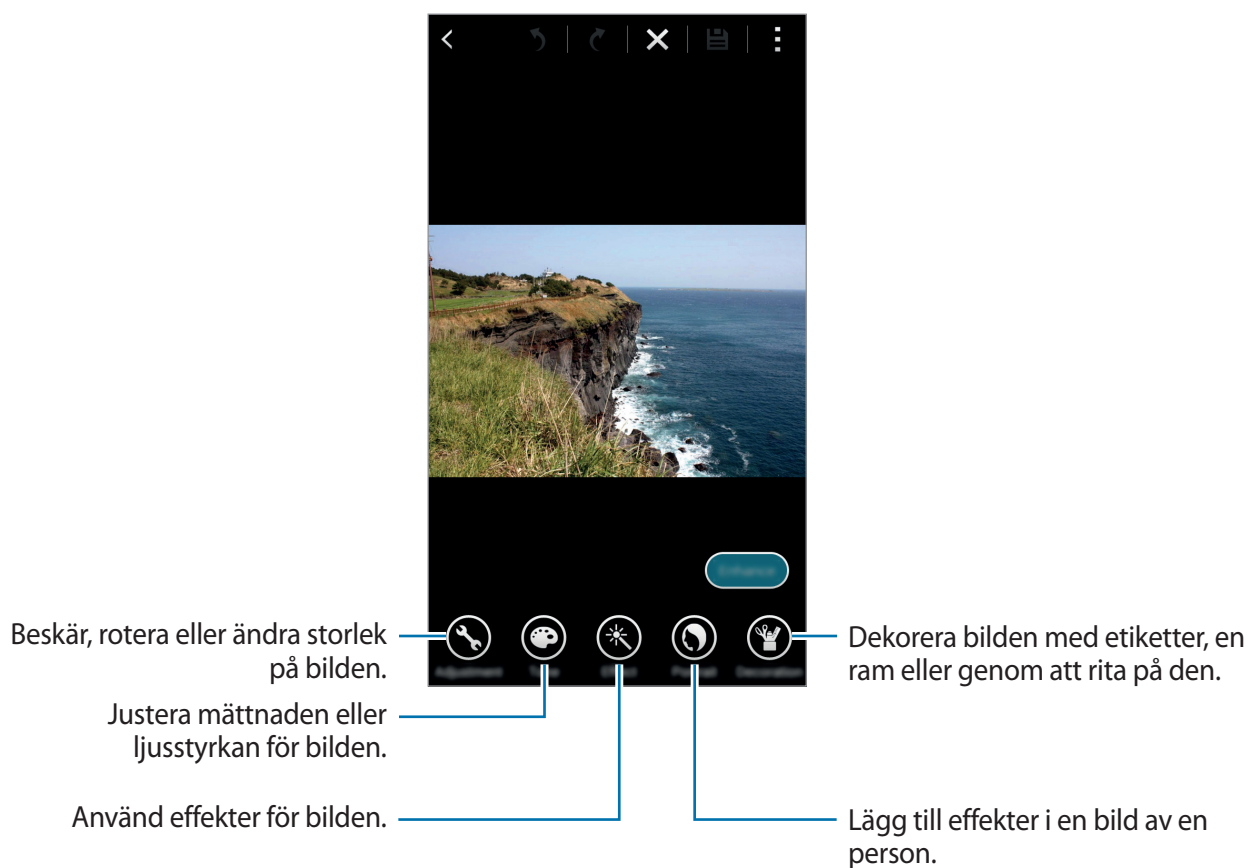 Enhance
Beskär, rotera eller ändra storlek
på bilden.
Justera mättnaden eller
ljusstyrkan för bilden.
Använd effekter för bilden.
Adjustment
Portrait
Decoration
Dekorera bilden med etiketter, en
ram eller genom att rita på den.
Lägg till effekter i en bild av en
person.